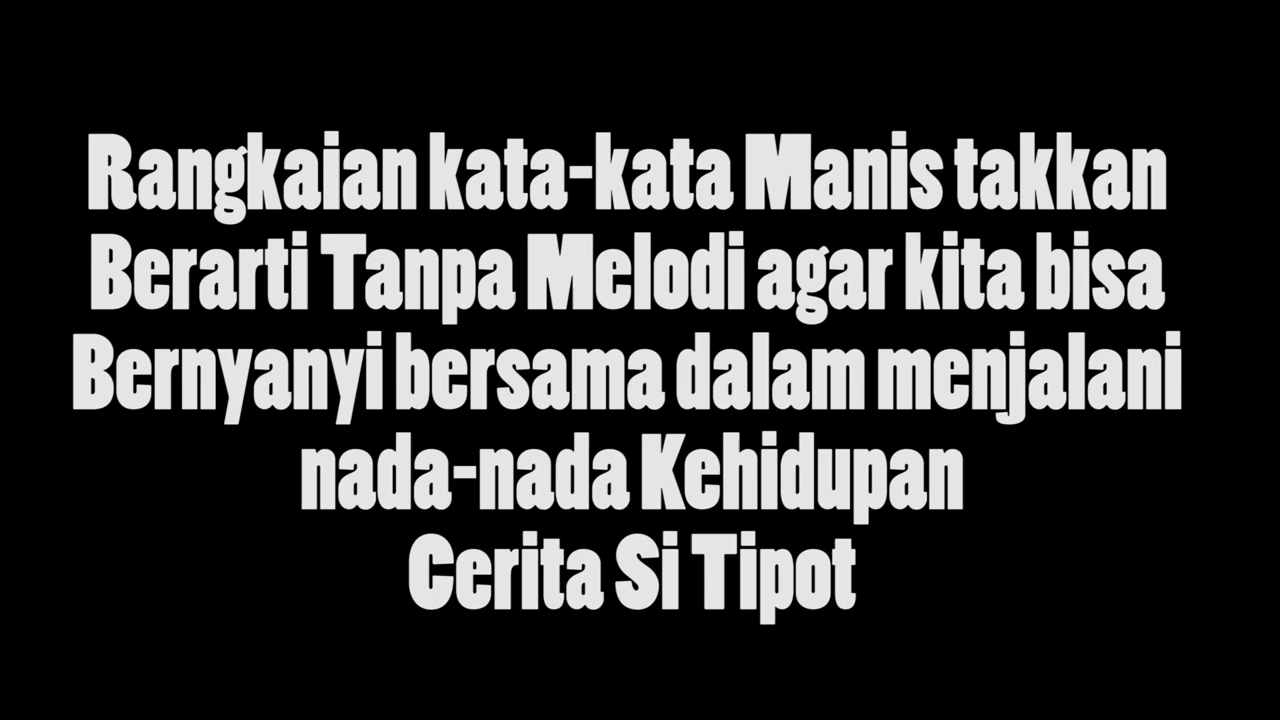 Rangkaian kata-kata Manis takkan
Berarti Tanpa Melodi agar kita bisa
Bernyanyi bersama dalam menjalani
nada-nada Kehidupan
Cerita Si Tipot